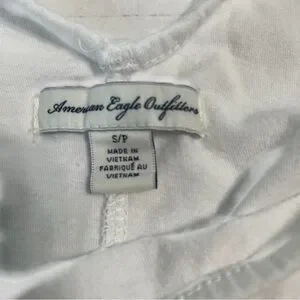 American Eagle Outfitters
S/P
MADE IN
VIETNAM
FABRIQUÉ AU
VIETNAM